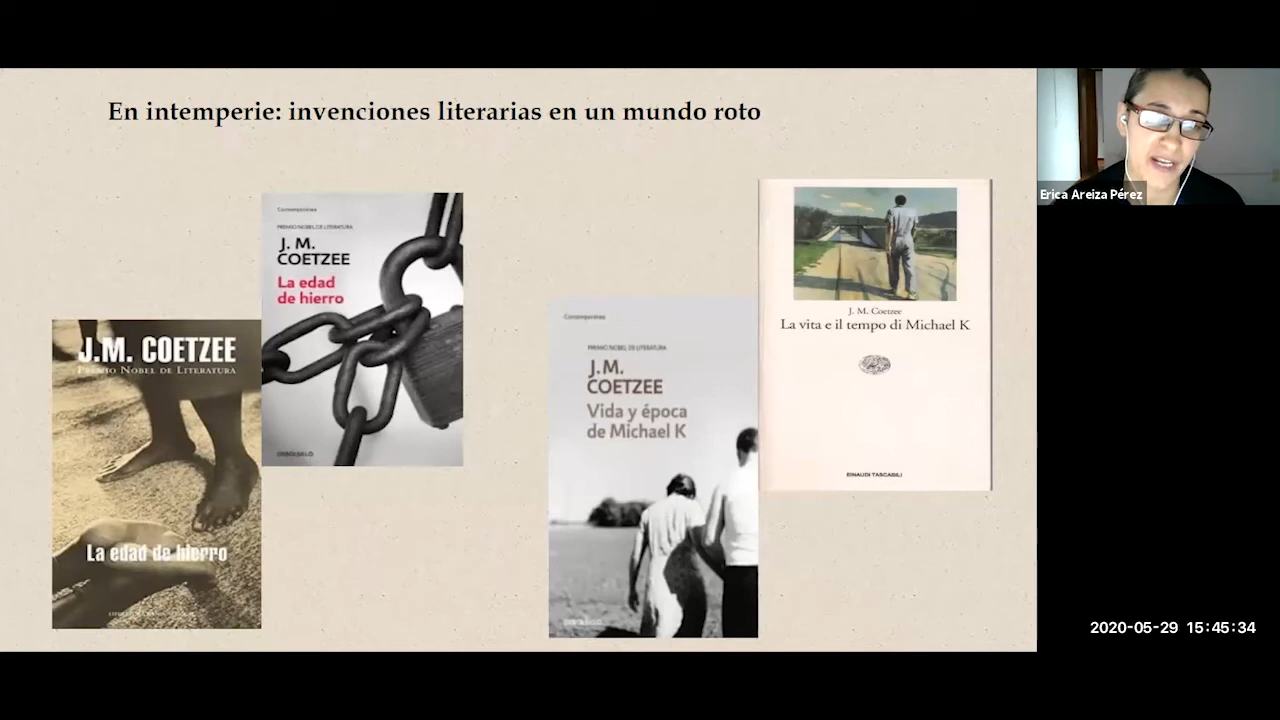 En intemperie: invenciones literarias en un mundo roto
Erica Areiza Pérez
Contemporánea
PREMIO NOBEL DE LITERATURA
J. M.
COETZEE
La edad
de hierro
DEBOLSILLO
J. M. Coetzee
La vita e il tempo di Michael K
EINAUDI TASCABILI
Contemporánea
PREMIO NOBEL DE LITERATURA
J. M.
COETZEE
Vida y época
de Michael K
DEBOLSILLO
J.M. COETZEE
PREMIO NOBEL DE LITERATURA
La edad de hierro
2020-05-29 15:45:34